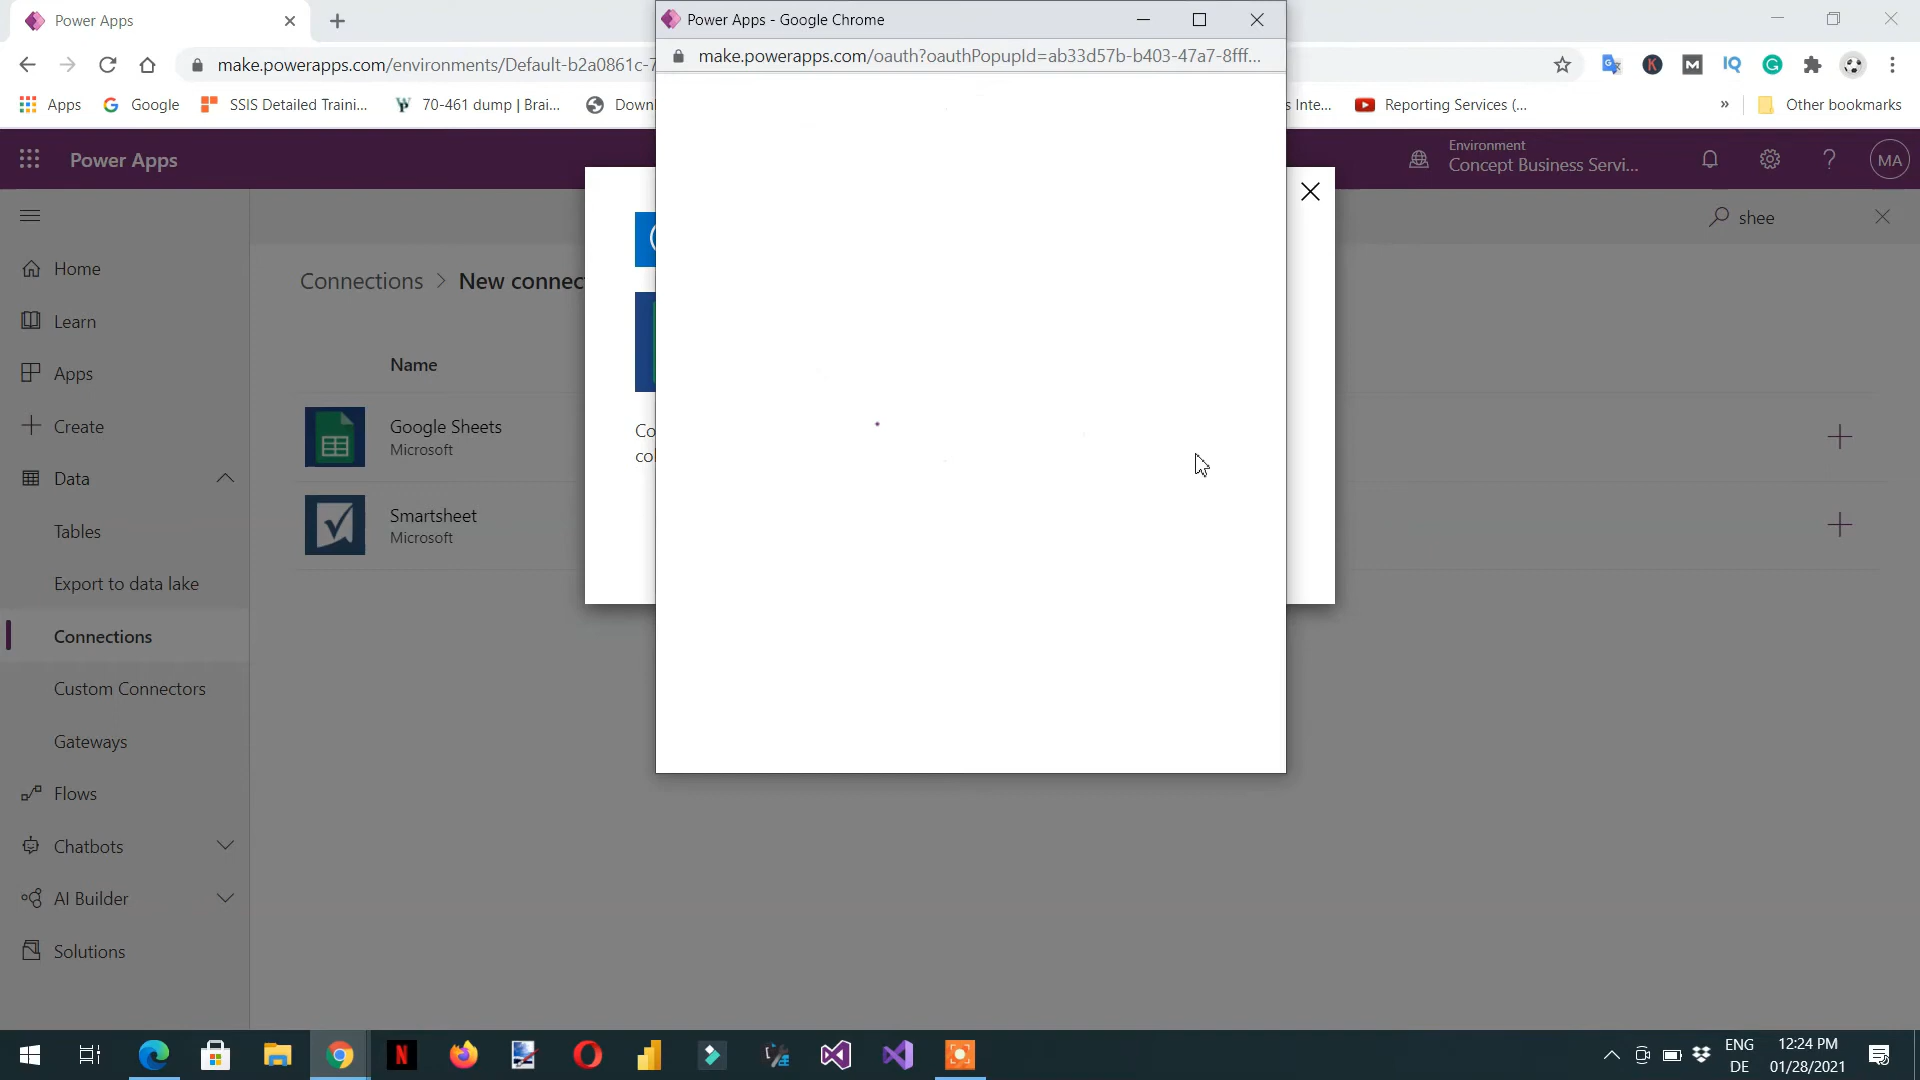 Power Apps
Power Apps - Google Chrome
make.powerapps.com/environments/Default-b2a0861c-7
make.powerapps.com/oauth?oauthPopupId=ab33d57b-b403-47a7-8fff...
Apps
Google
SSIS Detailed Traini...
70-461 dump | Brai...
Down
s Inte...
Reporting Services (...
»
Other bookmarks
Power Apps
Environment
Concept Business Servi...
MA
shee
Home
Learn
Apps
Create
Data
Tables
Export to data lake
Connections
Custom Connectors
Gateways
Flows
Chatbots
AI Builder
Solutions
Connections > New connec
Name
Google Sheets
Microsoft
Smartsheet
Microsoft
Co
col
ENG
DE
12:24 PM
01/28/2021